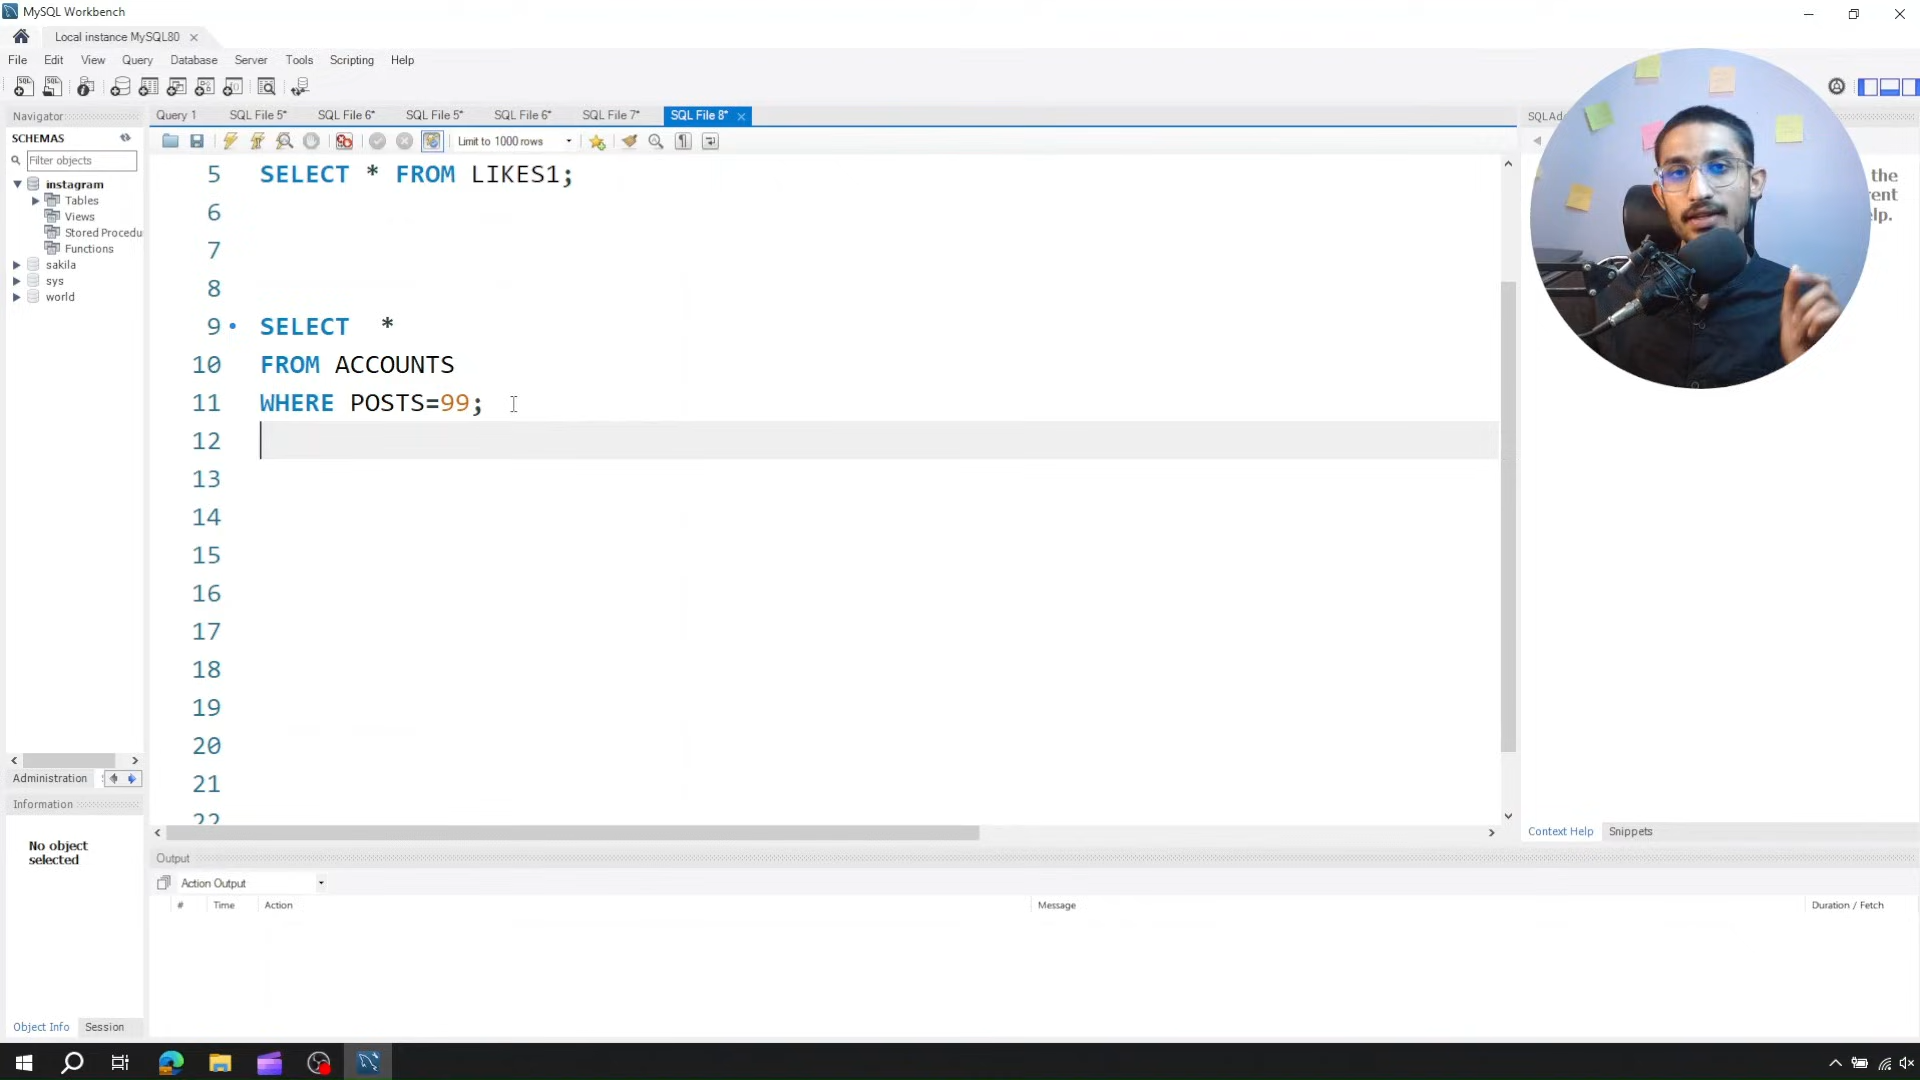 MySQL Workbench
Local instance MySQL80
File Edit View Query Database Server Tools Scripting Help
Navigator
SCHEMAS
Filter objects
instagram
Tables
Views
Stored Procedu
Functions
sakila
sys
world
Administration
Information
No object
selected
Object Info Session
Query 1 SQL File 5* SQL File 6* SQL File 5* SQL File 6* SQL File 7* SQL File 8*
Limit to 1000 rows
5 SELECT * FROM LIKES1;
6
7
8
9 SELECT *
10 FROM ACCOUNTS
11 WHERE POSTS=99;
12
13
14
15
16
17
18
19
20
21
22
Output
Action Output
# Time Action Message Duration / Fetch
SQLAd
the
rent
elp.
Context Help Snippets